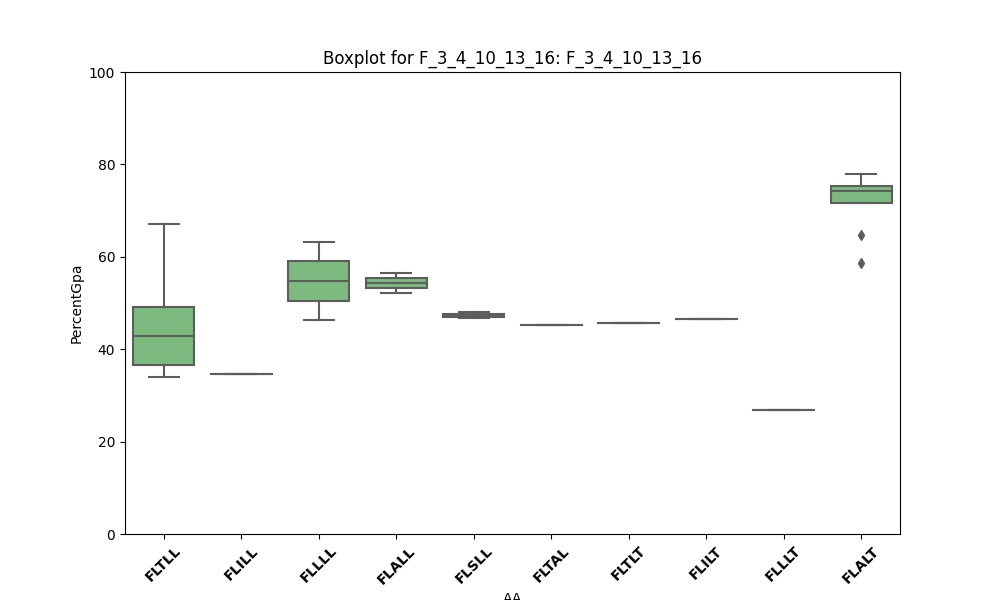 Boxplot for F_3_4_10_13_16: F_3_4_10_13_16
100
80
60
40
20
0
PercentGpa
FLTLL
FLILL
FLLLL
FLALL
FLSLL
FLTAL
FLTLT
FLILT
FLLLT
FLALT
AA